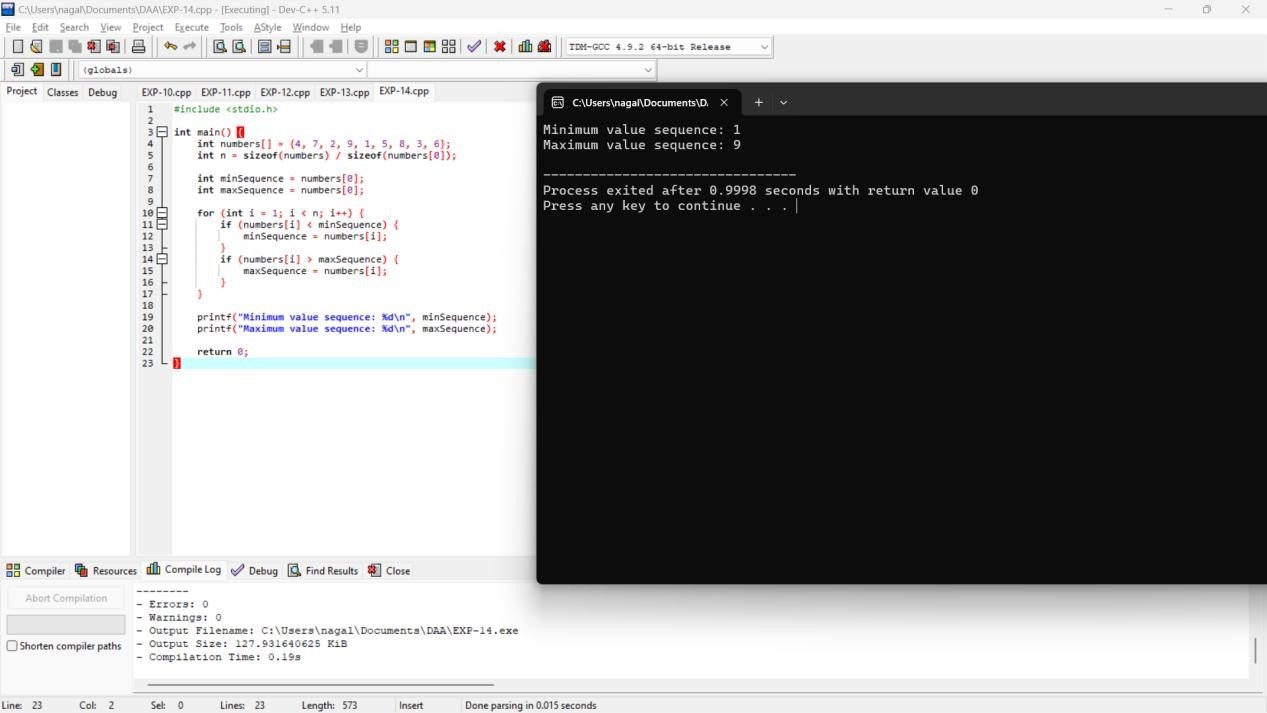 C:\Users\nagal\Documents\DAA\EXP-14.cpp - [Executing] - Dev-C++ 5.11
File Edit Search View Project Execute Tools AStyle Window Help
TDM-GCC 4.9.2 64-bit Release
(globals)
Project Classes Debug
EXP-10.cpp EXP-11.cpp EXP-12.cpp EXP-13.cpp EXP-14.cpp
1 #include <stdio.h>
2
3 int main() {
4 int numbers[] = {4, 7, 2, 9, 1, 5, 8, 3, 6};
5 int n = sizeof(numbers) / sizeof(numbers[0]);
6
7 int minSequence = numbers[0];
8 int maxSequence = numbers[0];
9
10 for (int i = 1; i < n; i++) {
11 if (numbers[i] < minSequence) {
12 minSequence = numbers[i];
13 }
14 if (numbers[i] > maxSequence) {
15 maxSequence = numbers[i];
16 }
17 }
18
19 printf("Minimum value sequence: %d\n", minSequence);
20 printf("Maximum value sequence: %d\n", maxSequence);
21
22 return 0;
23 }
C:\Users\nagal\Documents\D.
Minimum value sequence: 1
Maximum value sequence: 9
--------------------------------
Process exited after 0.9998 seconds with return value 0
Press any key to continue . . .
Compiler Resources Compile Log Debug Find Results Close
Abort Compilation
Shorten compiler paths
--------
- Errors: 0
- Warnings: 0
- Output Filename: C:\Users\nagal\Documents\DAA\EXP-14.exe
- Output Size: 127.931640625 KiB
- Compilation Time: 0.19s
Line: 23 Col: 2 Sel: 0 Lines: 23 Length: 573 Insert Done parsing in 0.015 seconds